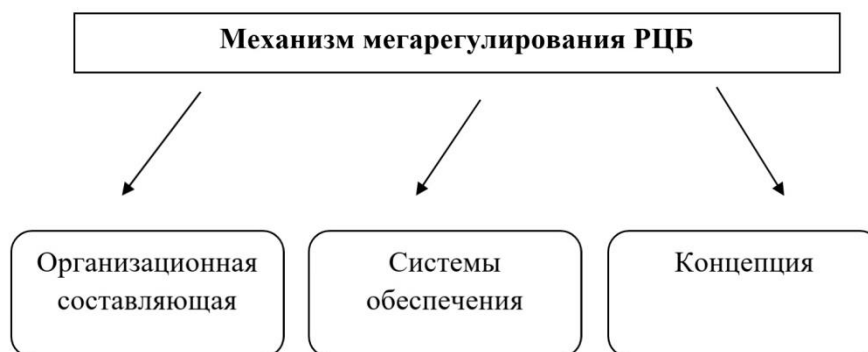 Механизм мегарегулирования РЦБ
Организационная
составляющая
Системы
обеспечения
Концепция